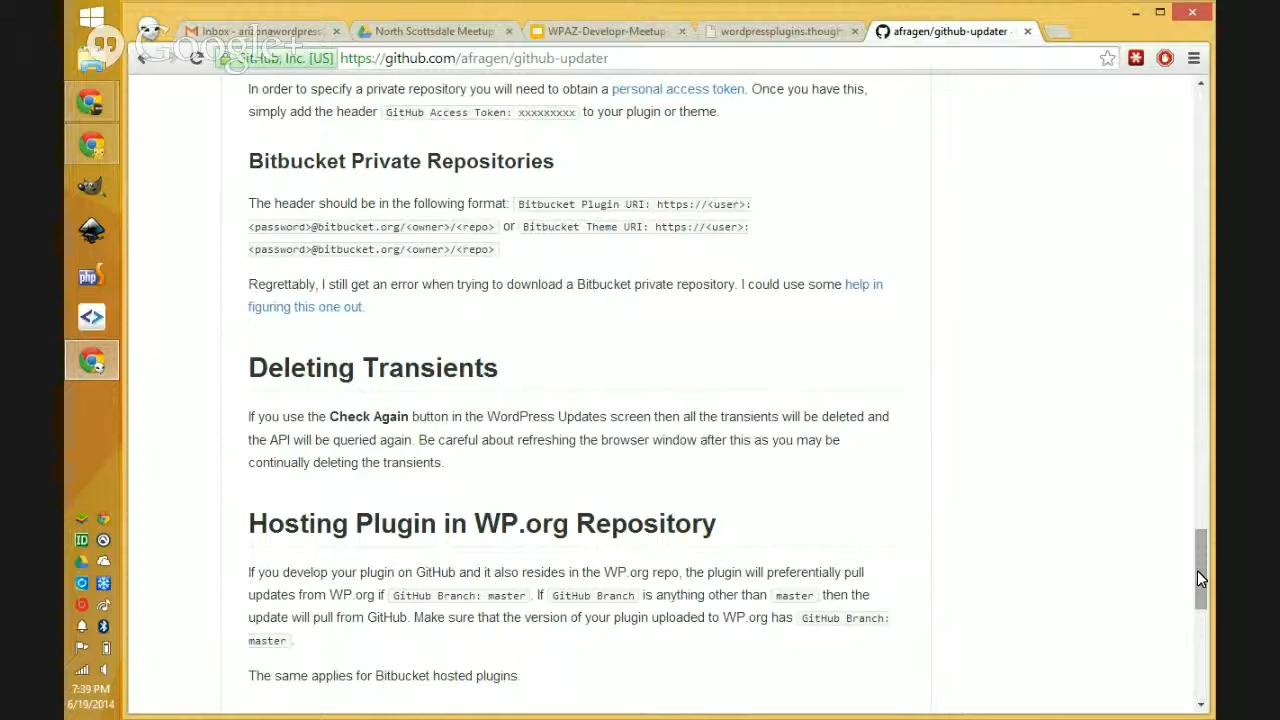 Inbox - arizonawordpress
North Scottsdale Meetup
WPAZ-Developr-Meetup
wordpressplugins.though
afragen/github-updater
Google+
GitHub, Inc. [US] https://github.com/afragen/github-updater
In order to specify a private repository you will need to obtain a personal access token. Once you have this,
simply add the header GitHub Access Token: xxxxxxxxx to your plugin or theme.
Bitbucket Private Repositories
The header should be in the following format: Bitbucket Plugin URI: https://<user>:
<password>@bitbucket.org/<owner>/<repo> or Bitbucket Theme URI: https://<user>:
<password>@bitbucket.org/<owner>/<repo>
Regrettably, I still get an error when trying to download a Bitbucket private repository. I could use some help in
figuring this one out.
Deleting Transients
If you use the Check Again button in the WordPress Updates screen then all the transients will be deleted and
the API will be queried again. Be careful about refreshing the browser window after this as you may be
continually deleting the transients.
Hosting Plugin in WP.org Repository
If you develop your plugin on GitHub and it also resides in the WP.org repo, the plugin will preferentially pull
updates from WP.org if GitHub Branch: master. If GitHub Branch is anything other than master then the
update will pull from GitHub. Make sure that the version of your plugin uploaded to WP.org has GitHub Branch:
master.
The same applies for Bitbucket hosted plugins.
php
7:39 PM
6/19/2014